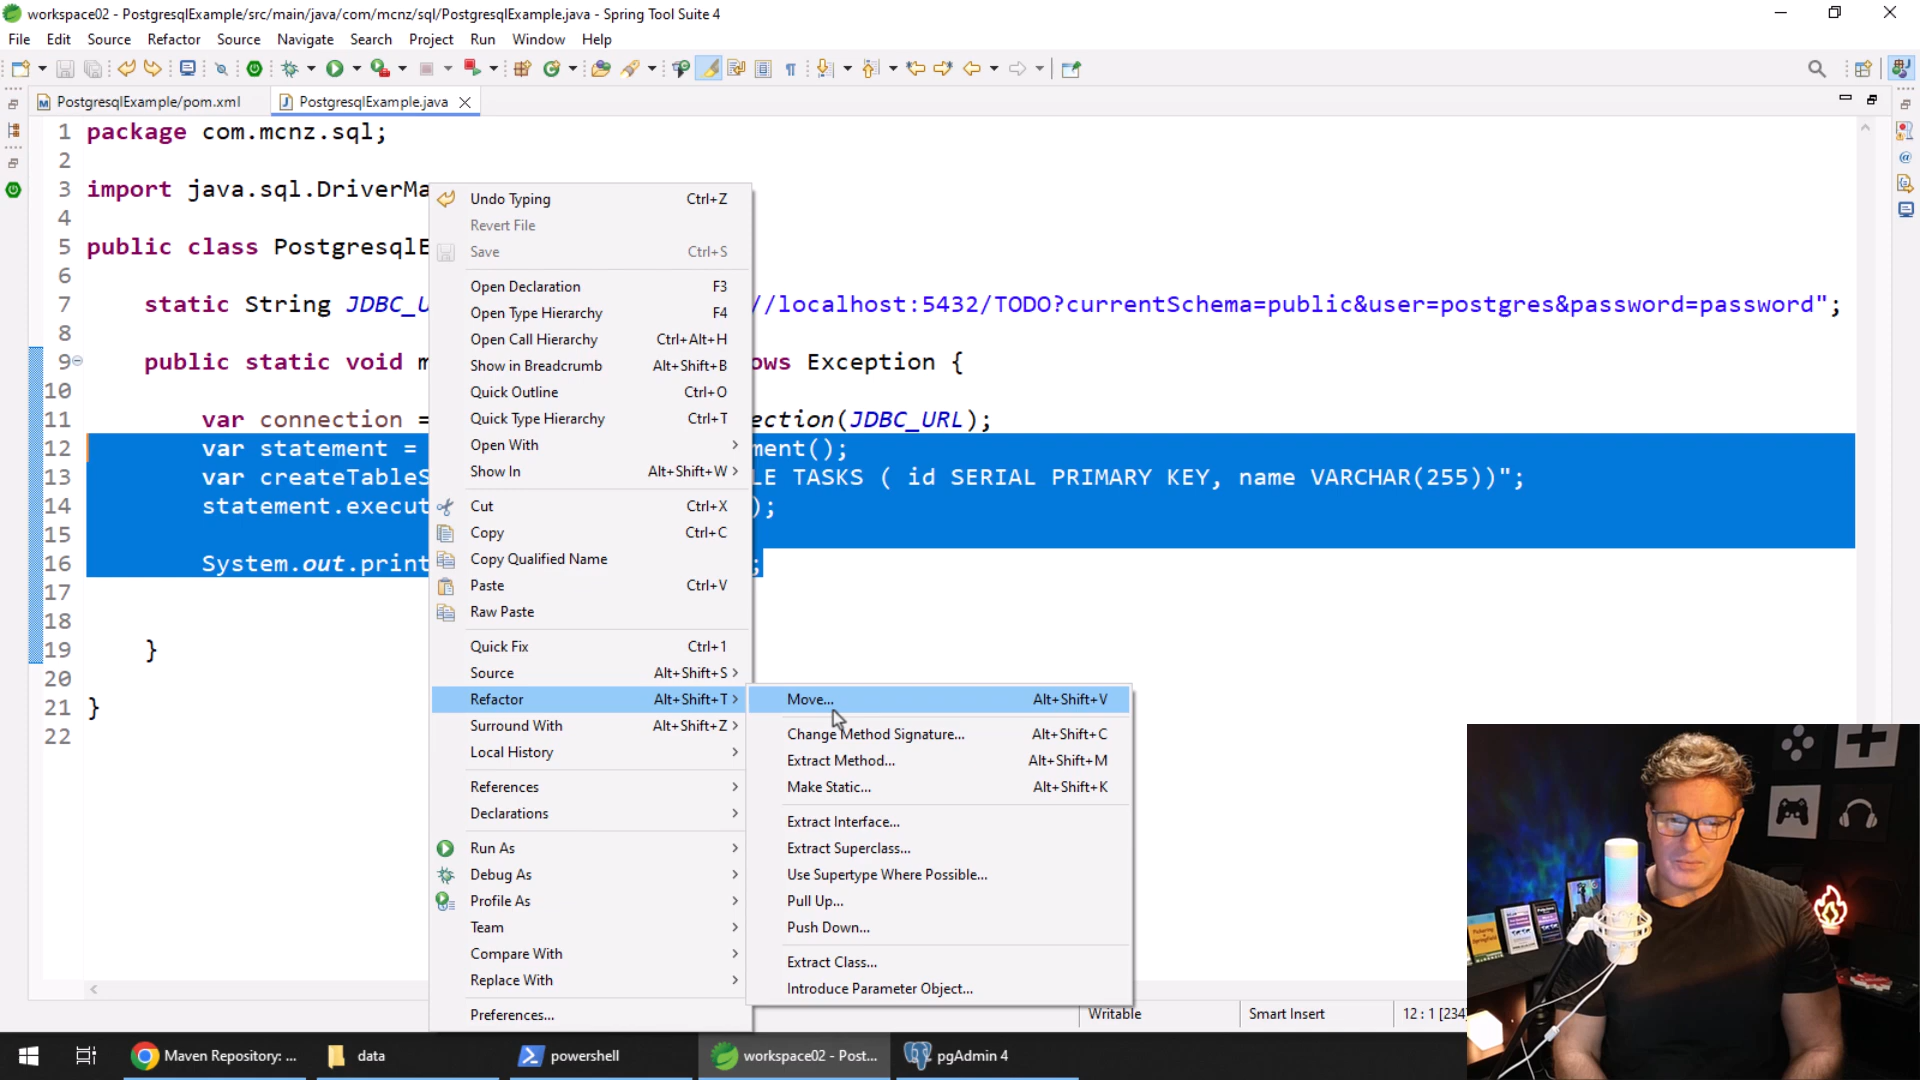 workspace02 - PostgresqlExample/src/main/java/com/mcnz/sql/PostgresqlExample.java - Spring Tool Suite 4
File Edit Source Refactor Source Navigate Search Project Run Window Help
PostgresqlExample/pom.xml PostgresqlExample.java
1 package com.mcnz.sql;
2
3 import java.sql.DriverMa
4
5 public class PostgresqlE
6
7 static String JDBC_U //localhost:5432/TODO?currentSchema=public&user=postgres&password=password";
8
9 public static void m ows Exception {
10
11 var connection = ection(JDBC_URL);
12 var statement = ment();
13 var createTableS LE TASKS ( id SERIAL PRIMARY KEY, name VARCHAR(255))";
14 statement.execut );
15
16 System.out.print ;
17
18
19 }
20
21 }
22
Undo Typing Ctrl+Z
Revert File
Save Ctrl+S
Open Declaration F3
Open Type Hierarchy F4
Open Call Hierarchy Ctrl+Alt+H
Show in Breadcrumb Alt+Shift+B
Quick Outline Ctrl+O
Quick Type Hierarchy Ctrl+T
Open With
Show In Alt+Shift+W
Cut Ctrl+X
Copy Ctrl+C
Copy Qualified Name
Paste Ctrl+V
Raw Paste
Quick Fix Ctrl+1
Source Alt+Shift+S
Refactor Alt+Shift+T
Surround With Alt+Shift+Z
Local History
References
Declarations
Run As
Debug As
Profile As
Team
Compare With
Replace With
Preferences...
Move... Alt+Shift+V
Change Method Signature... Alt+Shift+C
Extract Method... Alt+Shift+M
Make Static... Alt+Shift+K
Extract Interface...
Extract Superclass...
Use Supertype Where Possible...
Pull Up...
Push Down...
Extract Class...
Introduce Parameter Object...
Writable Smart Insert 12 : 1 [234
Maven Repository: ... data powershell workspace02 - Post... pgAdmin 4